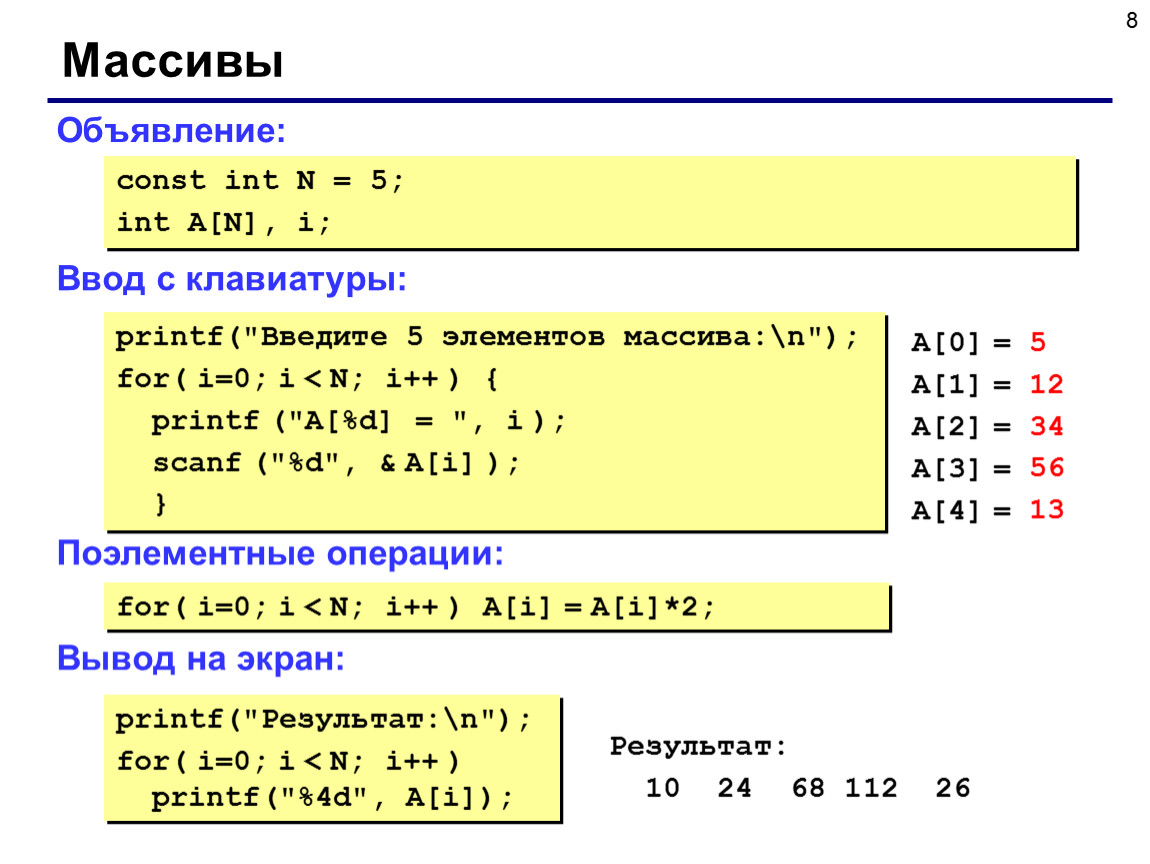 8
Массивы
Объявление:
const int N = 5;
int A[N], i;
Ввод с клавиатуры:
printf("Введите 5 элементов массива:\n");
for( i=0; i < N; i++ ) {
printf ("A[%d] = ", i );
scanf ("%d", & A[i] );
}
A[0] = 5
A[1] = 12
A[2] = 34
A[3] = 56
A[4] = 13
Поэлементные операции:
for( i=0; i < N; i++ ) A[i] = A[i]*2;
Вывод на экран:
printf("Результат:\n");
for( i=0; i < N; i++ )
printf("%4d", A[i]);
Результат:
10 24 68 112 26